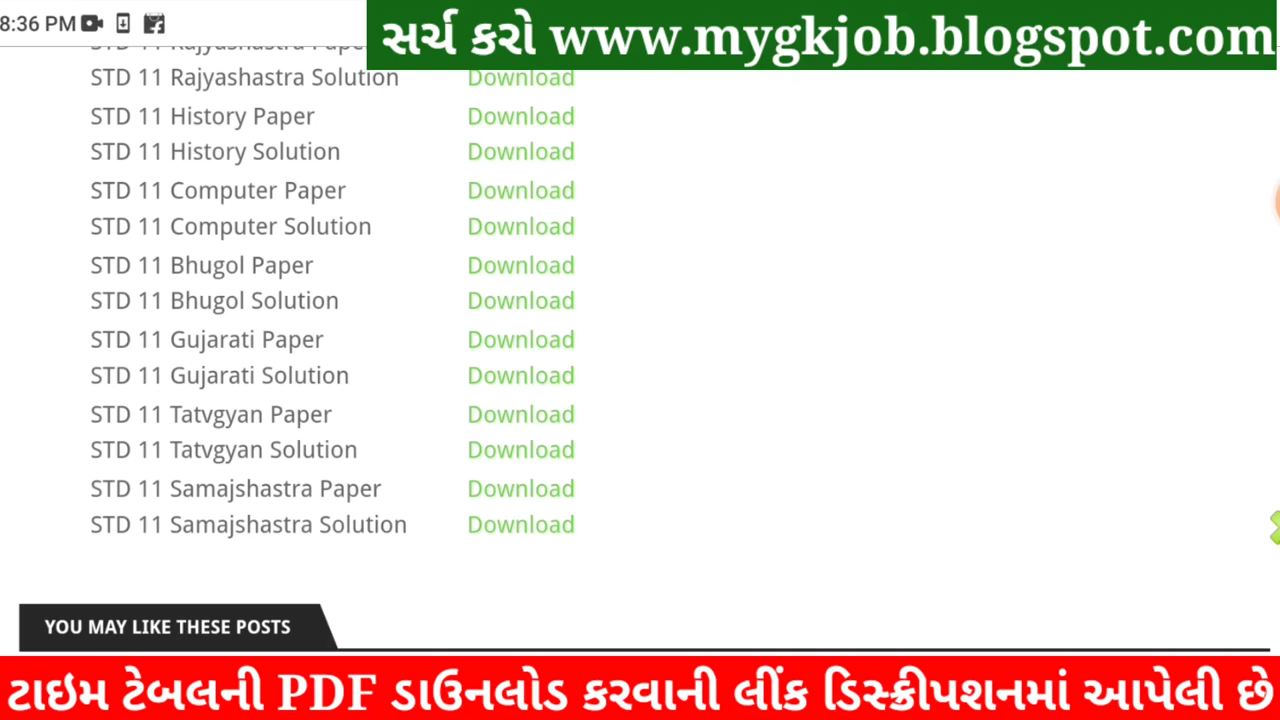 8:36 PM
સર્ચ કરો www.mygkjob.blogspot.com
STD 11 Rajyashastra Pape
STD 11 Rajyashastra Solution Download
STD 11 History Paper Download
STD 11 History Solution Download
STD 11 Computer Paper Download
STD 11 Computer Solution Download
STD 11 Bhugol Paper Download
STD 11 Bhugol Solution Download
STD 11 Gujarati Paper Download
STD 11 Gujarati Solution Download
STD 11 Tatvgyan Paper Download
STD 11 Tatvgyan Solution Download
STD 11 Samajshastra Paper Download
STD 11 Samajshastra Solution Download
YOU MAY LIKE THESE POSTS
ટાઇમ ટેબલની PDF ડાઉનલોડ કરવાની લીંક ડિસ્ક્રીપશનમાં આપેલી છે